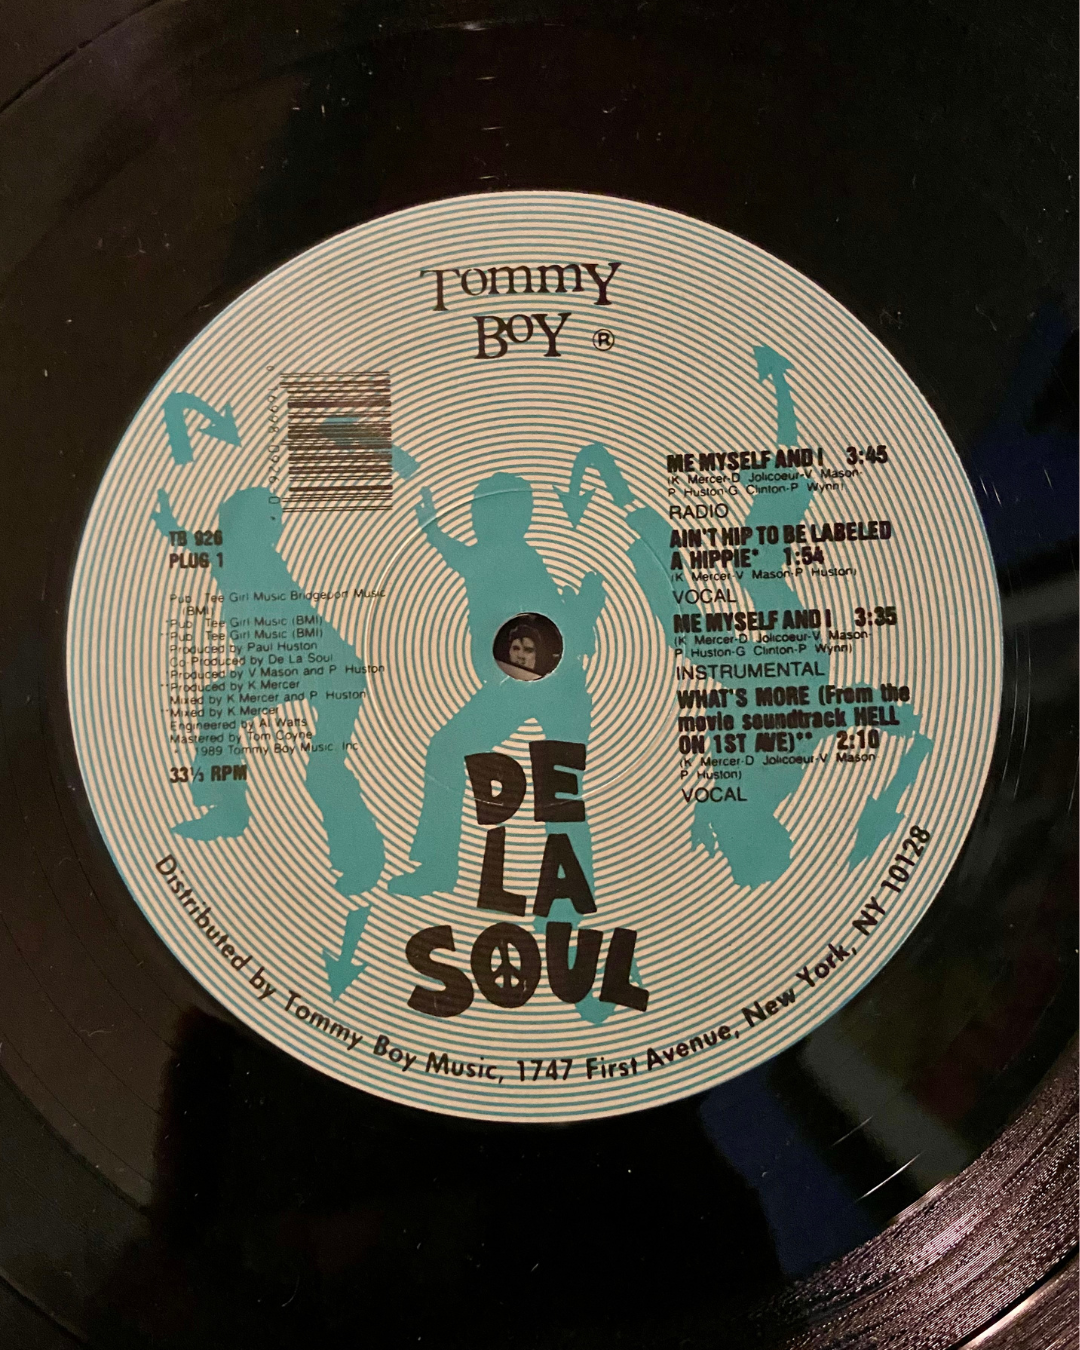 Tommy
Boy ®
TB 926
PLUG 1
Pub Tee Girl Music Bridgeport Music
(BMI)
*Pub Tee Girl Music (BMI)
**Pub Tee Girl Music (BMI)
Produced by Paul Huston
Co-Produced by De La Soul
*Produced by V Mason and P Huston
**Produced by K Mercer
Mixed by K Mercer and P Huston
**Mixed by K Mercer
Engineered by Al Watts
Mastered by Tom Coyne
1989 Tommy Boy Music, Inc
33⅓ RPM
ME MYSELF AND I 3:45
(K Mercer-D Jolicoeur-V Mason-
P Huston-G Clinton-P Wynn)
RADIO
AIN'T HIP TO BE LABELED
A HIPPIE* 1:54
(K Mercer-V Mason-P Huston)
VOCAL
ME MYSELF AND I 3:35
(K Mercer-D Jolicoeur-V Mason-
P Huston-G Clinton-P Wynn)
INSTRUMENTAL
WHAT'S MORE (From the
movie soundtrack HELL
ON 1ST AVE)** 2:10
(K Mercer-D Jolicoeur-V Mason-
P Huston)
VOCAL
DE
LA
SOUL
Distributed by Tommy Boy Music, 1747 First Avenue, New York, NY 10128